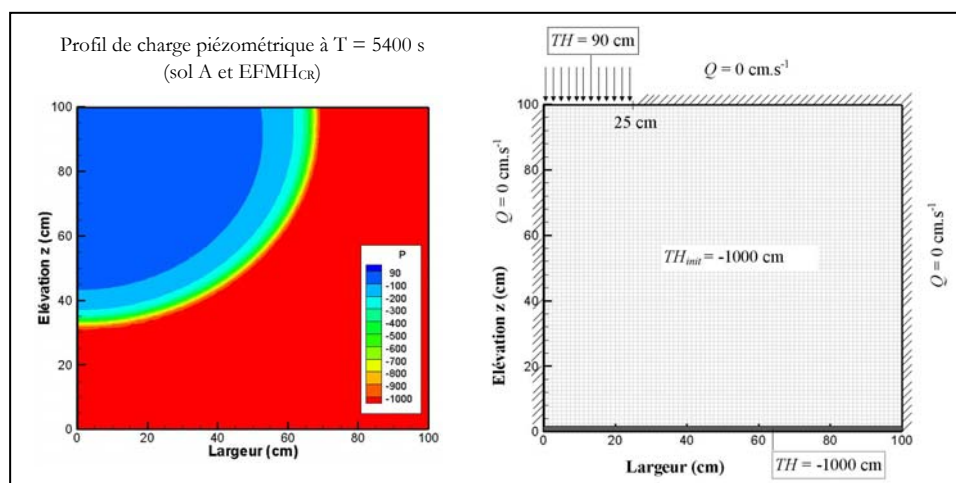 Profil de charge piézométrique à T = 5400 s
(sol A et EFMHCR)
100
80
60
40
20
0
Elévation z (cm)
0 20 40 60 80 100
Largeur (cm)
P
90
-100
-200
-300
-400
-500
-600
-700
-800
-900
-1000
TH = 90 cm
Q = 0 cm.s-1
25 cm
Q = 0 cm.s-1
Q = 0 cm.s-1
THinit = -1000 cm
100
80
60
40
20
0
Elévation z (cm)
0 20 40 60 80 100
Largeur (cm)
TH = -1000 cm